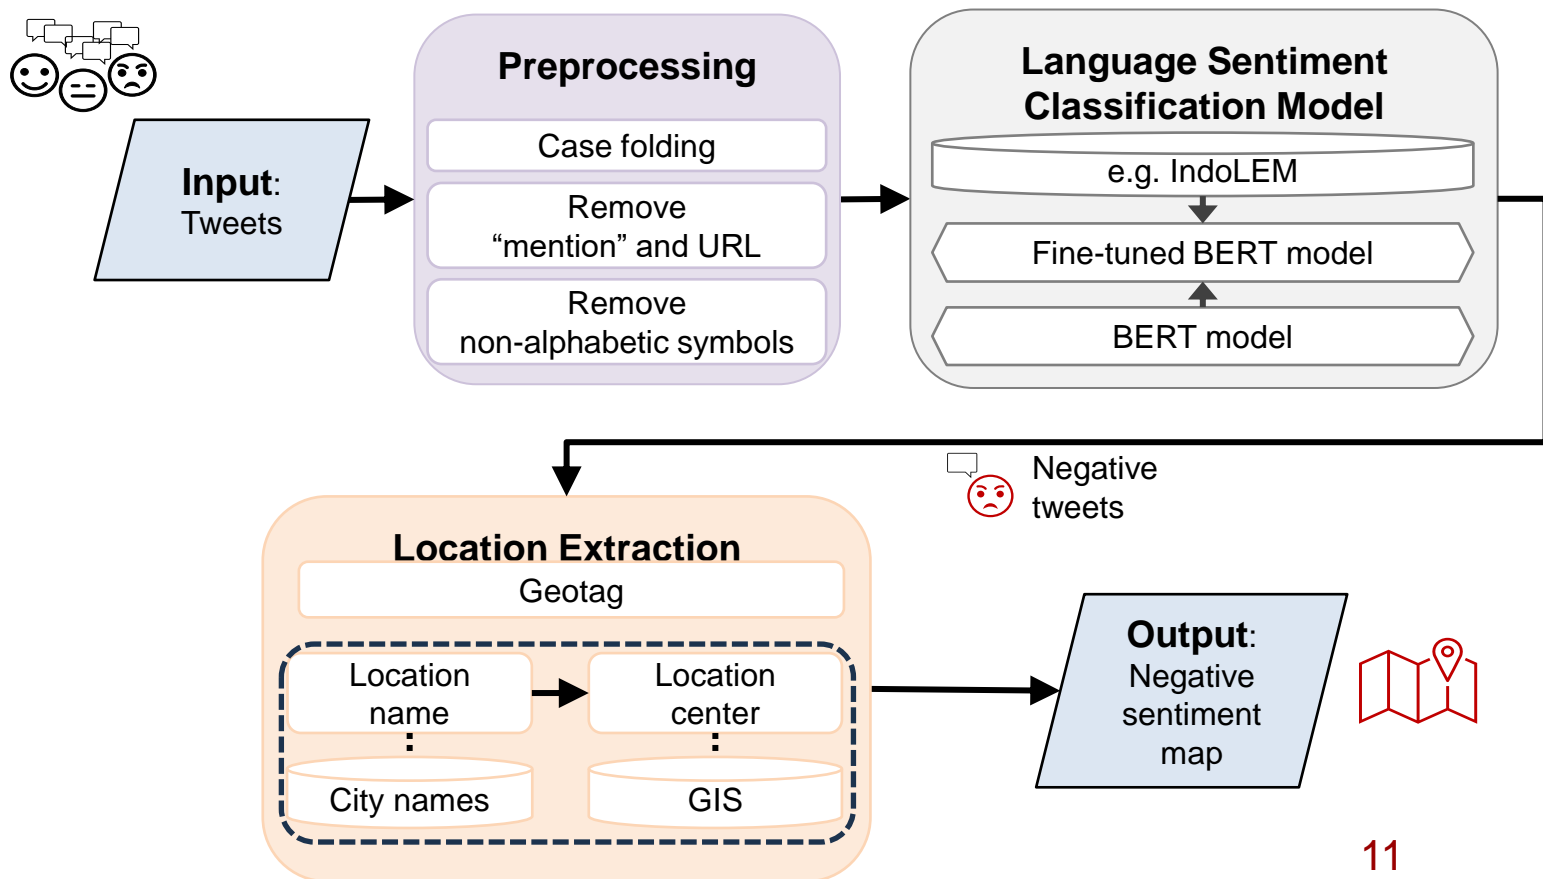 Preprocessing
Case folding
Remove
“mention” and URL
Remove
non-alphabetic symbols
Language Sentiment
Classification Model
e.g. IndoLEM
Fine-tuned BERT model
BERT model
Input:
Tweets
Negative
tweets
Location Extraction
Geotag
Location
name
Location
center
City names
GIS
Output:
Negative
sentiment
map
11